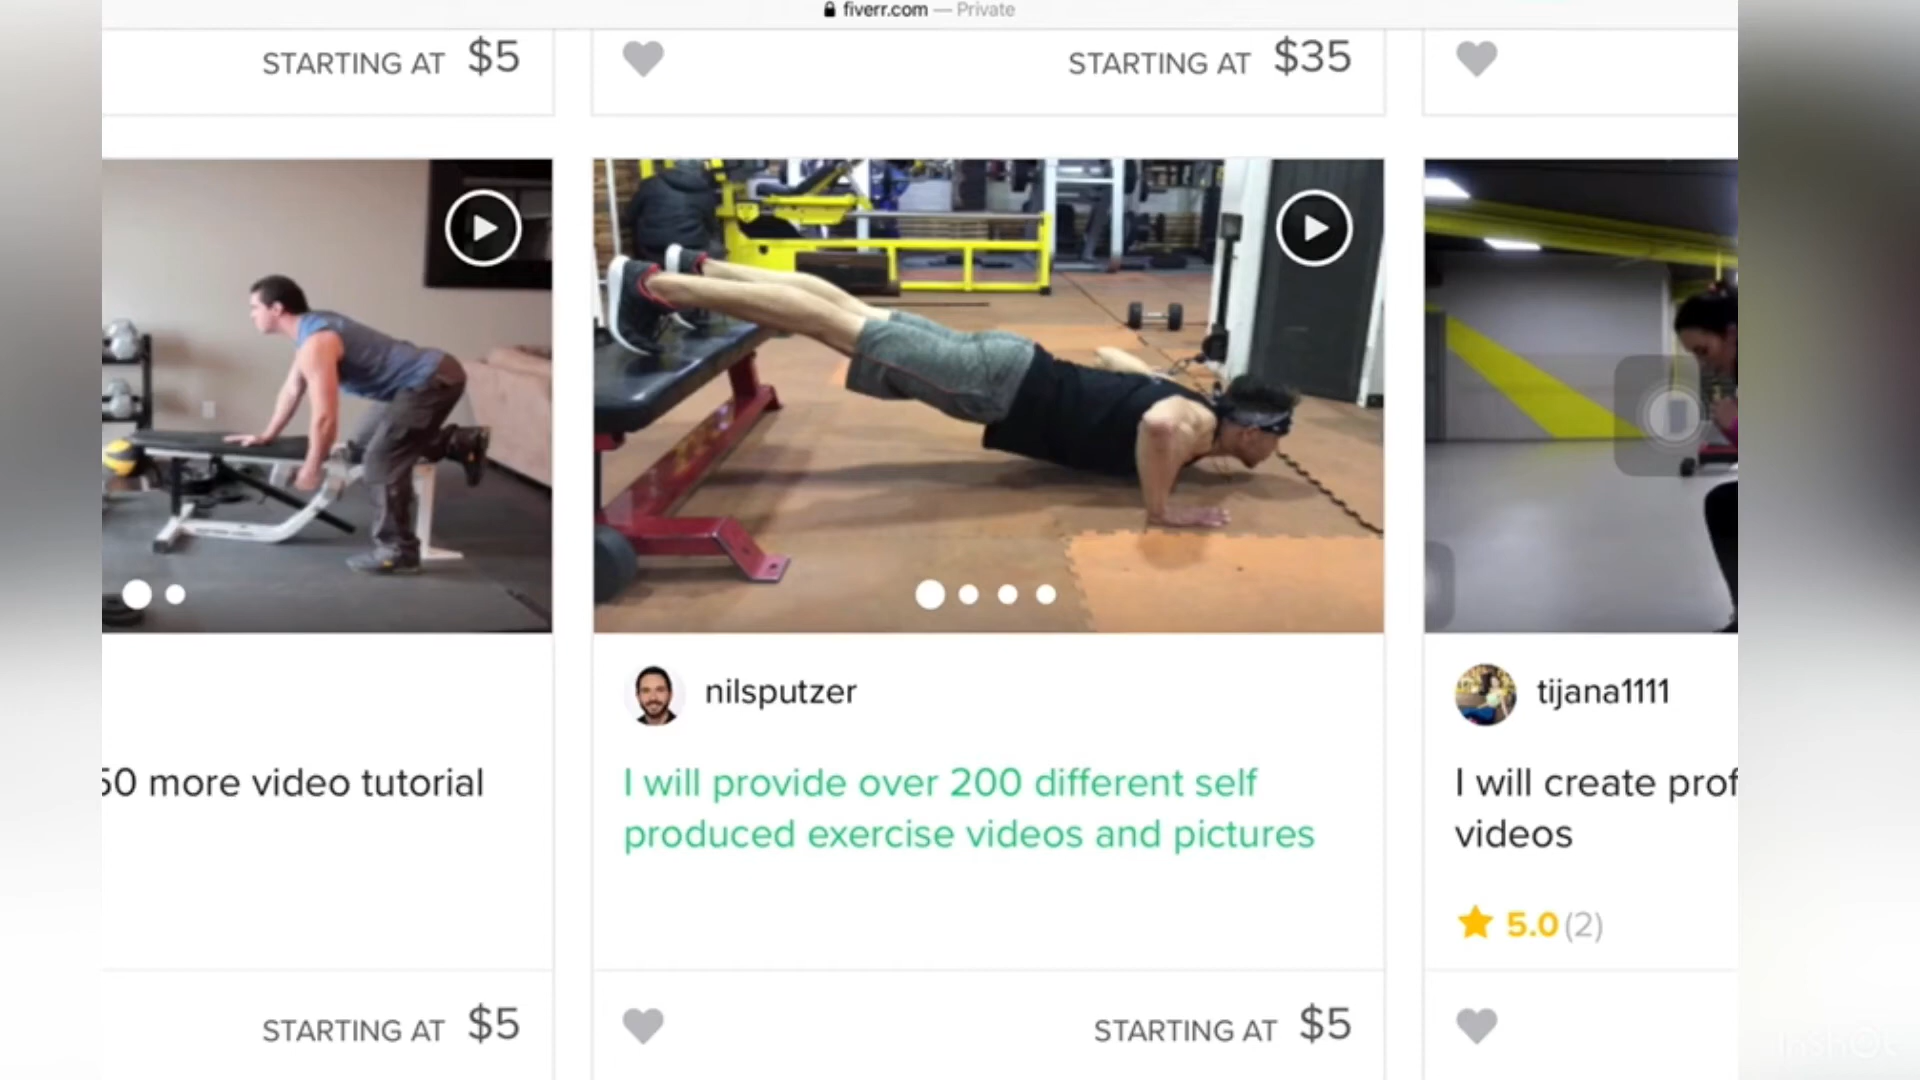 fiverr.com — Private
STARTING AT $5
STARTING AT $35
nilsputzer
tijana1111
50 more video tutorial
I will provide over 200 different self
produced exercise videos and pictures
I will create prof
videos
5.0 (2)
STARTING AT $5
STARTING AT $5